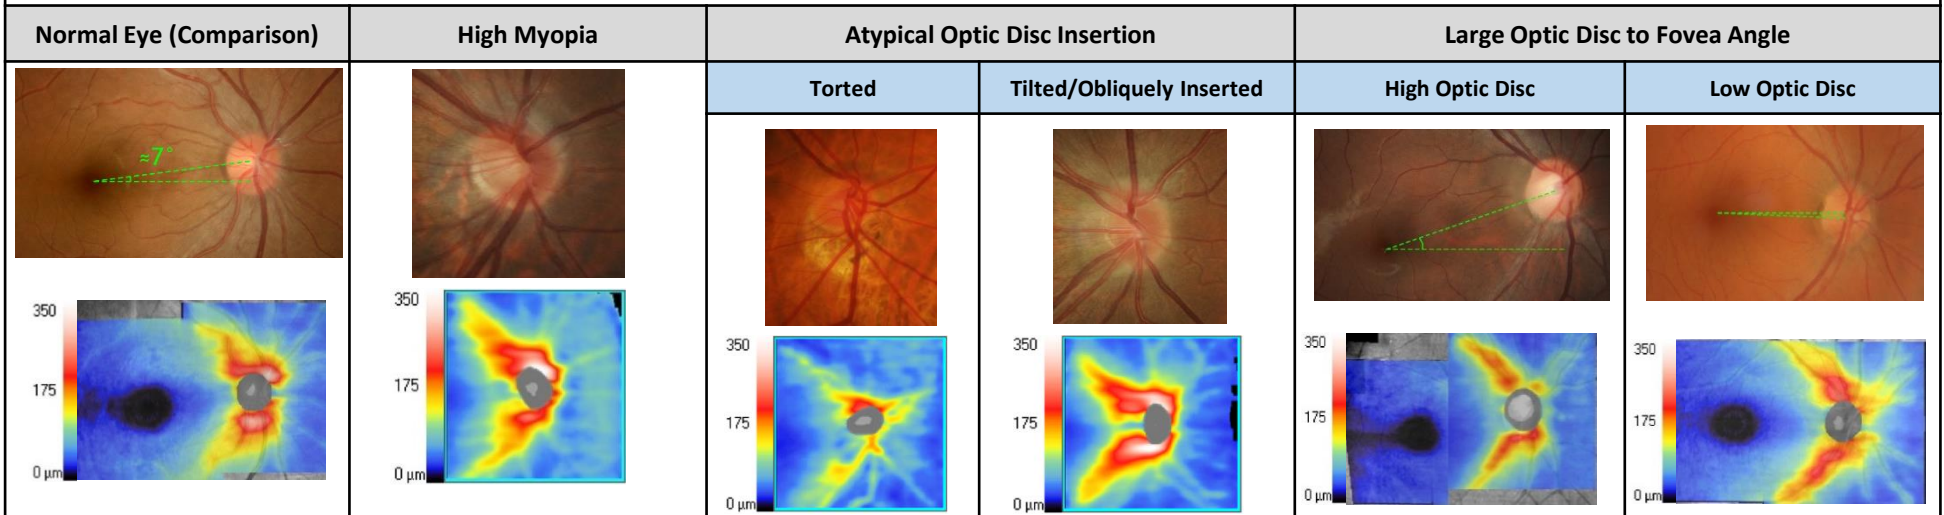 Normal Eye (Comparison)
High Myopia
Atypical Optic Disc Insertion
Large Optic Disc to Fovea Angle
Torted
Tilted/Obliquely Inserted
High Optic Disc
Low Optic Disc
≈7°
350
175
0 µm
350
175
0 µm
350
175
0 µm
350
175
0 µm
350
175
0 µm
350
175
0 µm